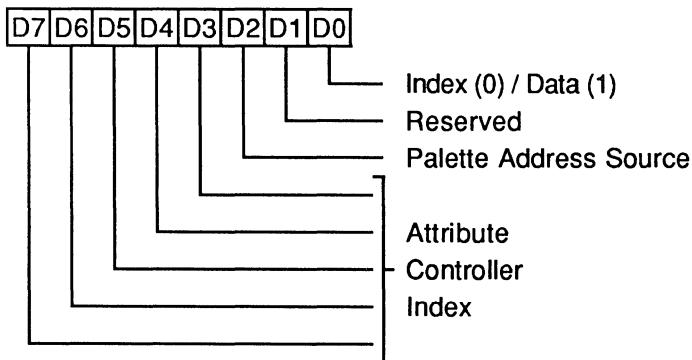 D7 D6 D5 D4 D3 D2 D1 D0
Index (0) / Data (1)
Reserved
Palette Address Source
Attribute
Controller
Index